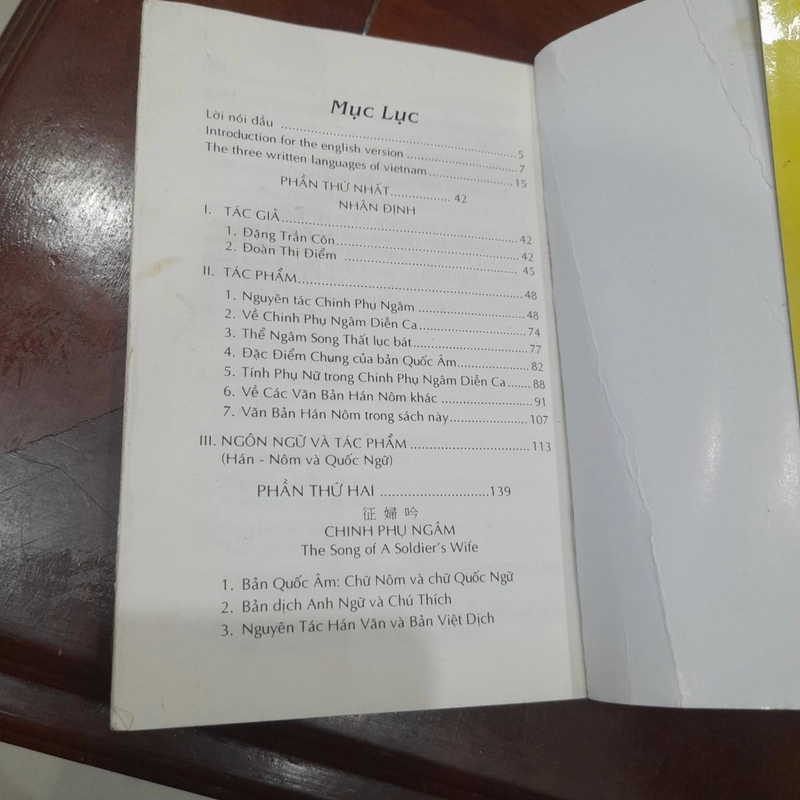 Mục Lục
Lời nói đầu ........................................ 5
Introduction for the english version .................... 7
The three written languages of vietnam................. 15
PHẦN THỨ NHẤT............... 42
NHẬN ĐỊNH
I. TÁC GIẢ.................................................. 42
1. Đặng Trần Côn...................................... 42
2. Đoàn Thị Điểm ..................................... 45
II. TÁC PHẨM............................................... 48
1. Nguyên tác Chinh Phụ Ngâm ...................... 48
2. Về Chinh Phụ Ngâm Diễn Ca...................... 74
3. Thể Ngâm Song Thất lục bát....................... 77
4. Đặc Điểm Chung của bản Quốc Âm............... 82
5. Tính Phụ Nữ trong Chinh Phụ Ngâm Diễn Ca...... 88
6. Về Các Văn Bản Hán Nôm khác ................... 91
7. Văn Bản Hán Nôm trong sách này................. 107
III. NGÔN NGỮ VÀ TÁC PHẨM ......................... 113
(Hán - Nôm và Quốc Ngữ)
PHẦN THỨ HAI ...........................139
征 婦 吟
CHINH PHỤ NGÂM
The Song of A Soldier's Wife
1. Bản Quốc Âm: Chữ Nôm và chữ Quốc Ngữ
2. Bản dịch Anh Ngữ và Chú Thích
3. Nguyên Tác Hán Văn và Bản Việt Dịch